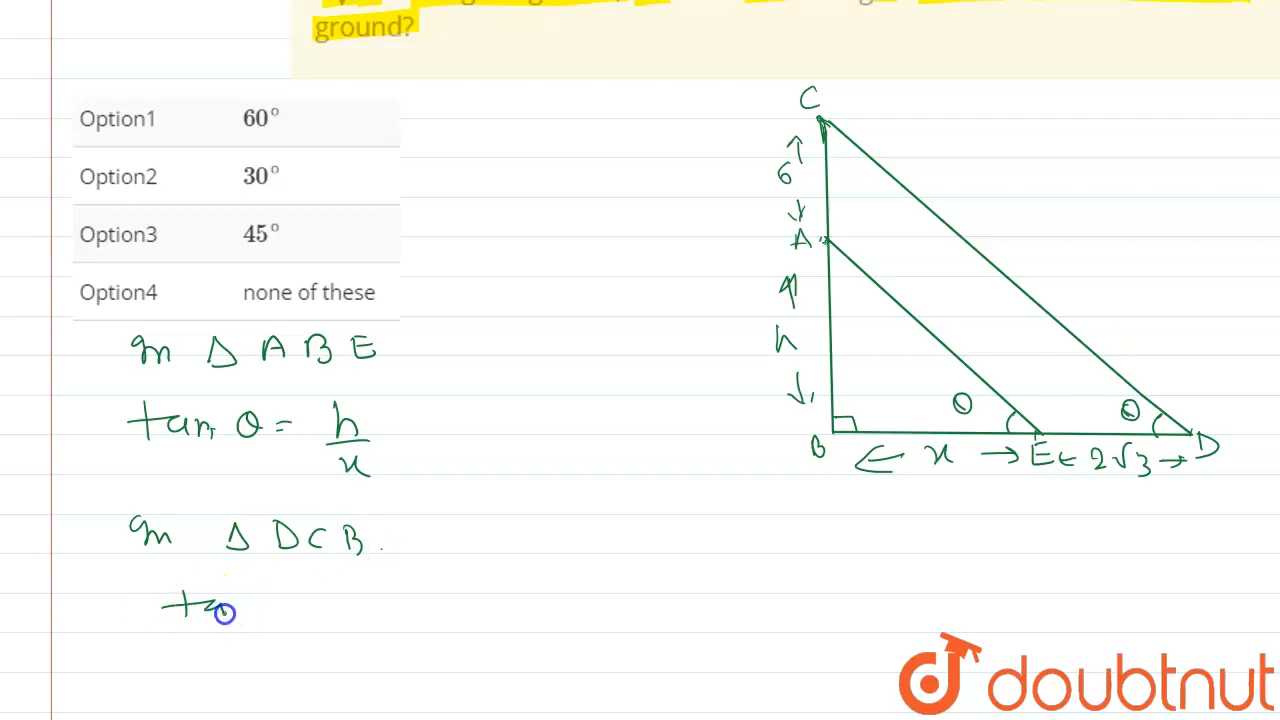 ground?
Option1 60°
Option2 30°
Option3 45°
Option4 none of these
In Δ ABE
tan θ = h/x
In Δ DCB.
ta
C
6
A
h
θ θ
B x E 2√3 D
doubtnut